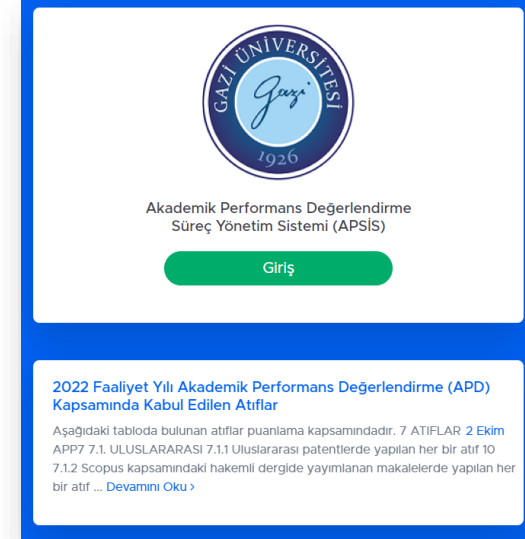 GAZİ ÜNİVERSİTESİ
Gazi
1926
Akademik Performans Değerlendirme
Süreç Yönetim Sistemi (APSİS)
Giriş
2022 Faaliyet Yılı Akademik Performans Değerlendirme (APD)
Kapsamında Kabul Edilen Atıflar
Aşağıdaki tabloda bulunan atıflar puanlama kapsamındadır. 7 ATIFLAR 2 Ekim
APP7 7.1. ULUSLARARASI 7.1.1 Uluslararası patentlerde yapılan her bir atıf 10
7.1.2 Scopus kapsamındaki hakemli dergide yayımlanan makalelerde yapılan her
bir atıf ... Devamını Oku ›